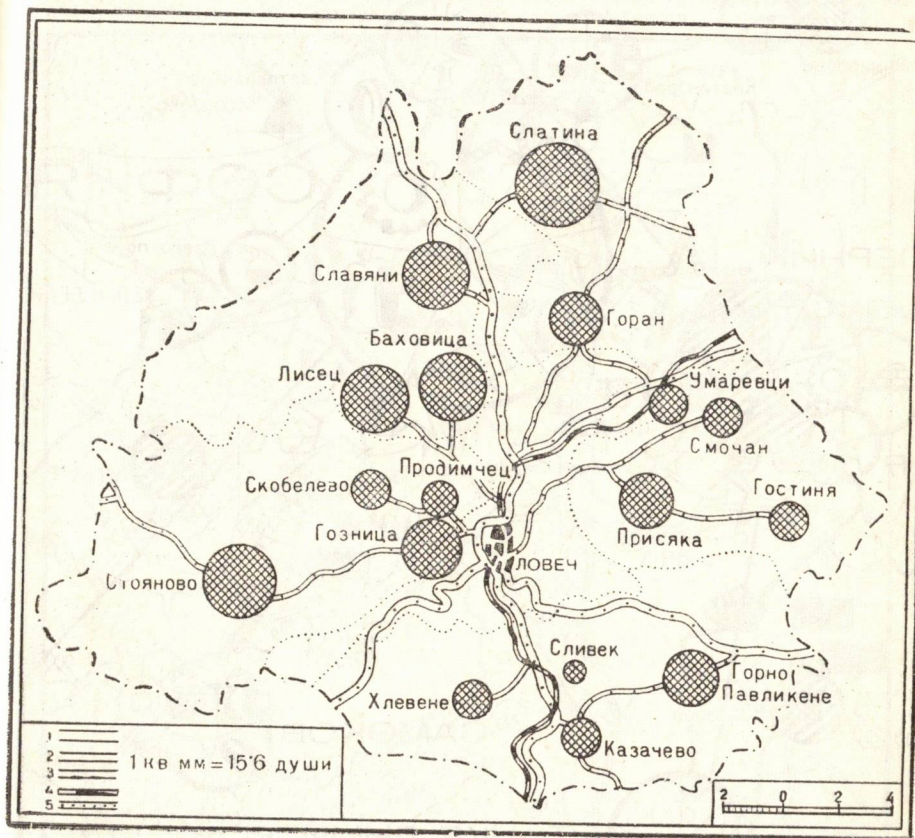 Слатина
Славяни
Горан
Баховица
Лисец
Умаревци
Смочан
Продимчец
Скобелево
Гостиня
Гозница
Присяка
ЛОВЕЧ
Стояново
Сливек
Горно
Павликене
Хлевене
Казачево
1
2
3
4
5
1 кв мм = 15'6 души
2 0 2 4